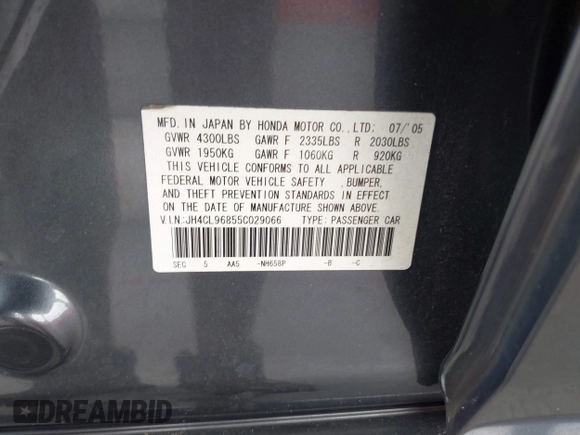 MFD. IN JAPAN BY HONDA MOTOR CO., LTD: 07/'05
GVWR 4300LBS GAWR F 2335LBS R 2030LBS
GVWR 1950KG GAWR F 1060KG R 920KG
THIS VEHICLE CONFORMS TO ALL APPLICABLE
FEDERAL MOTOR VEHICLE SAFETY , BUMPER,
AND THEFT PREVENTION STANDARDS IN EFFECT
ON THE DATE OF MANUFACTURE SHOWN ABOVE.
V.I.N:JH4CL96855C029066 TYPE: PASSENGER CAR
SEC 5 AA5 -NH658P -B -C
DREAMBID